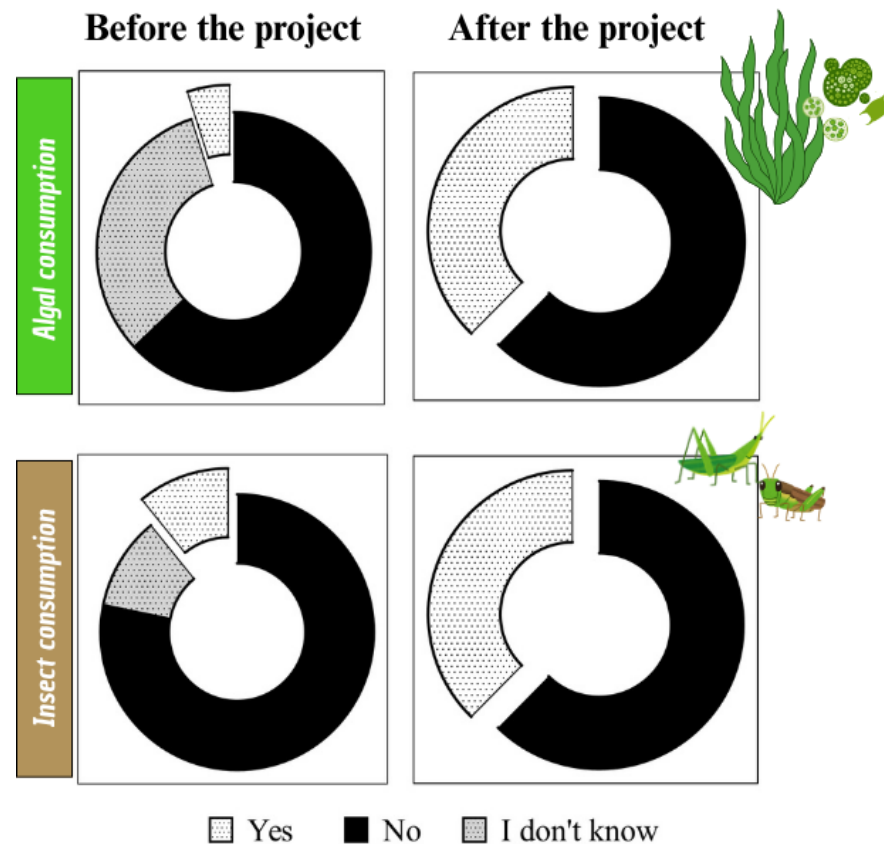 Before the project
After the project
Algal consumption
Insect consumption
Yes
No
I don't know